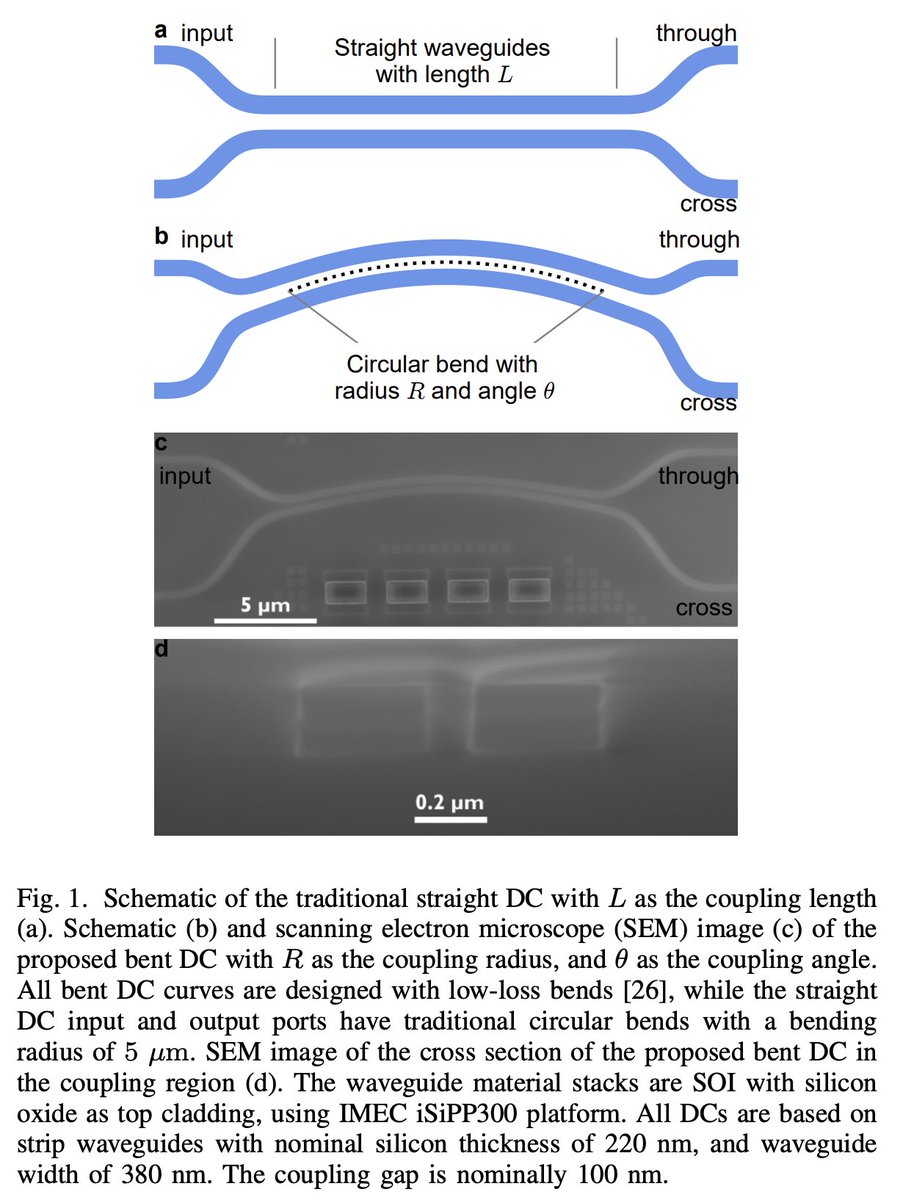 a input
Straight waveguides
with length L
through
cross
b input
through
Circular bend with
radius R and angle θ
cross
c
input
through
5 μm
cross
d
0.2 μm
Fig. 1. Schematic of the traditional straight DC with L as the coupling length
(a). Schematic (b) and scanning electron microscope (SEM) image (c) of the
proposed bent DC with R as the coupling radius, and θ as the coupling angle.
All bent DC curves are designed with low-loss bends [26], while the straight
DC input and output ports have traditional circular bends with a bending
radius of 5 μm. SEM image of the cross section of the proposed bent DC in
the coupling region (d). The waveguide material stacks are SOI with silicon
oxide as top cladding, using IMEC iSiPP300 platform. All DCs are based on
strip waveguides with nominal silicon thickness of 220 nm, and waveguide
width of 380 nm. The coupling gap is nominally 100 nm.